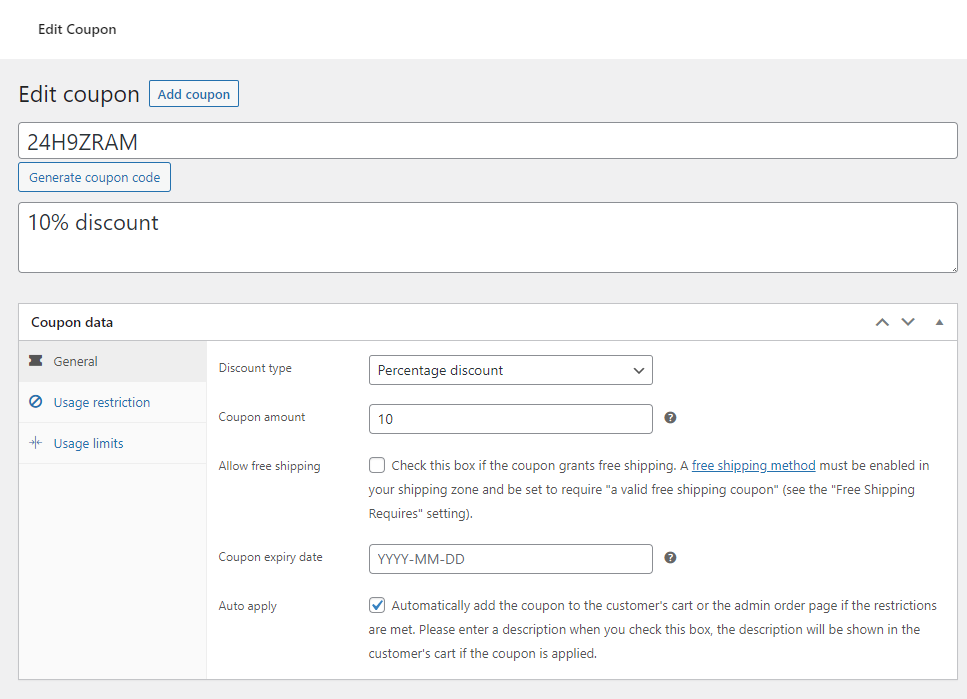 Edit Coupon
Edit coupon Add coupon
24H9ZRAM
Generate coupon code
10% discount
Coupon data
General
Usage restriction
Usage limits
Discount type Percentage discount
Coupon amount 10
Allow free shipping Check this box if the coupon grants free shipping. A free shipping method must be enabled in
your shipping zone and be set to require "a valid free shipping coupon" (see the "Free Shipping
Requires" setting).
Coupon expiry date YYYY-MM-DD
Auto apply Automatically add the coupon to the customer's cart or the admin order page if the restrictions
are met. Please enter a description when you check this box, the description will be shown in the
customer's cart if the coupon is applied.